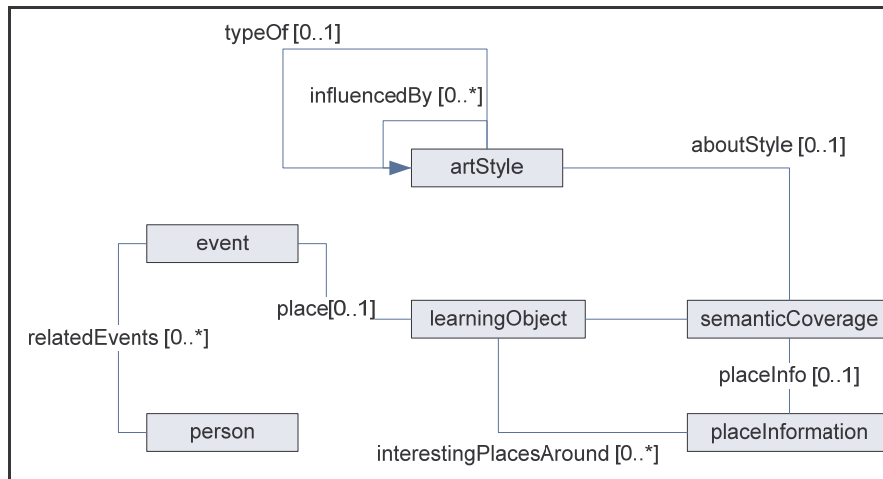 typeOf [0..1]
influencedBy [0..*]
aboutStyle [0..1]
artStyle
event
place[0..1]
learningObject
semanticCoverage
relatedEvents [0..*]
placeInfo [0..1]
person
placeInformation
interestingPlacesAround [0..*]